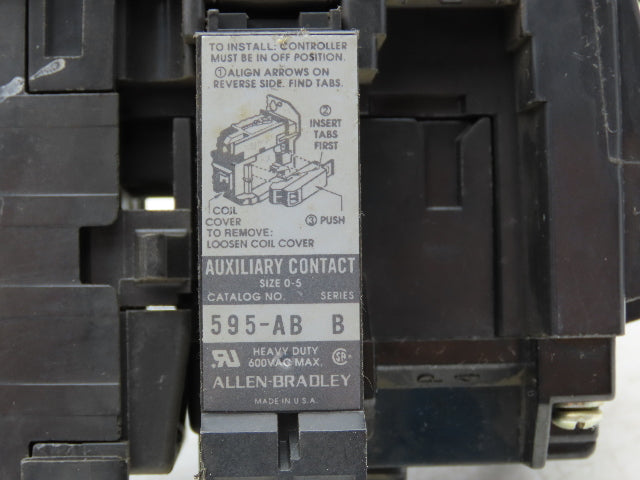 TO INSTALL: CONTROLLER
MUST BE IN OFF POSITION.
① ALIGN ARROWS ON
REVERSE SIDE. FIND TABS.
②
INSERT
TABS
FIRST
COIL
COVER
③ PUSH
TO REMOVE:
LOOSEN COIL COVER
AUXILIARY CONTACT
SIZE 0-5
CATALOG NO. SERIES
595-AB B
HEAVY DUTY
600VAC MAX.
ALLEN-BRADLEY
MADE IN U.S.A.